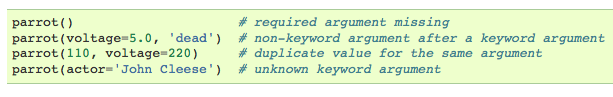 parrot()                     # required argument missing
parrot(voltage=5.0, 'dead')  # non-keyword argument after a keyword argument
parrot(110, voltage=220)     # duplicate value for the same argument
parrot(actor='John Cleese')  # unknown keyword argument